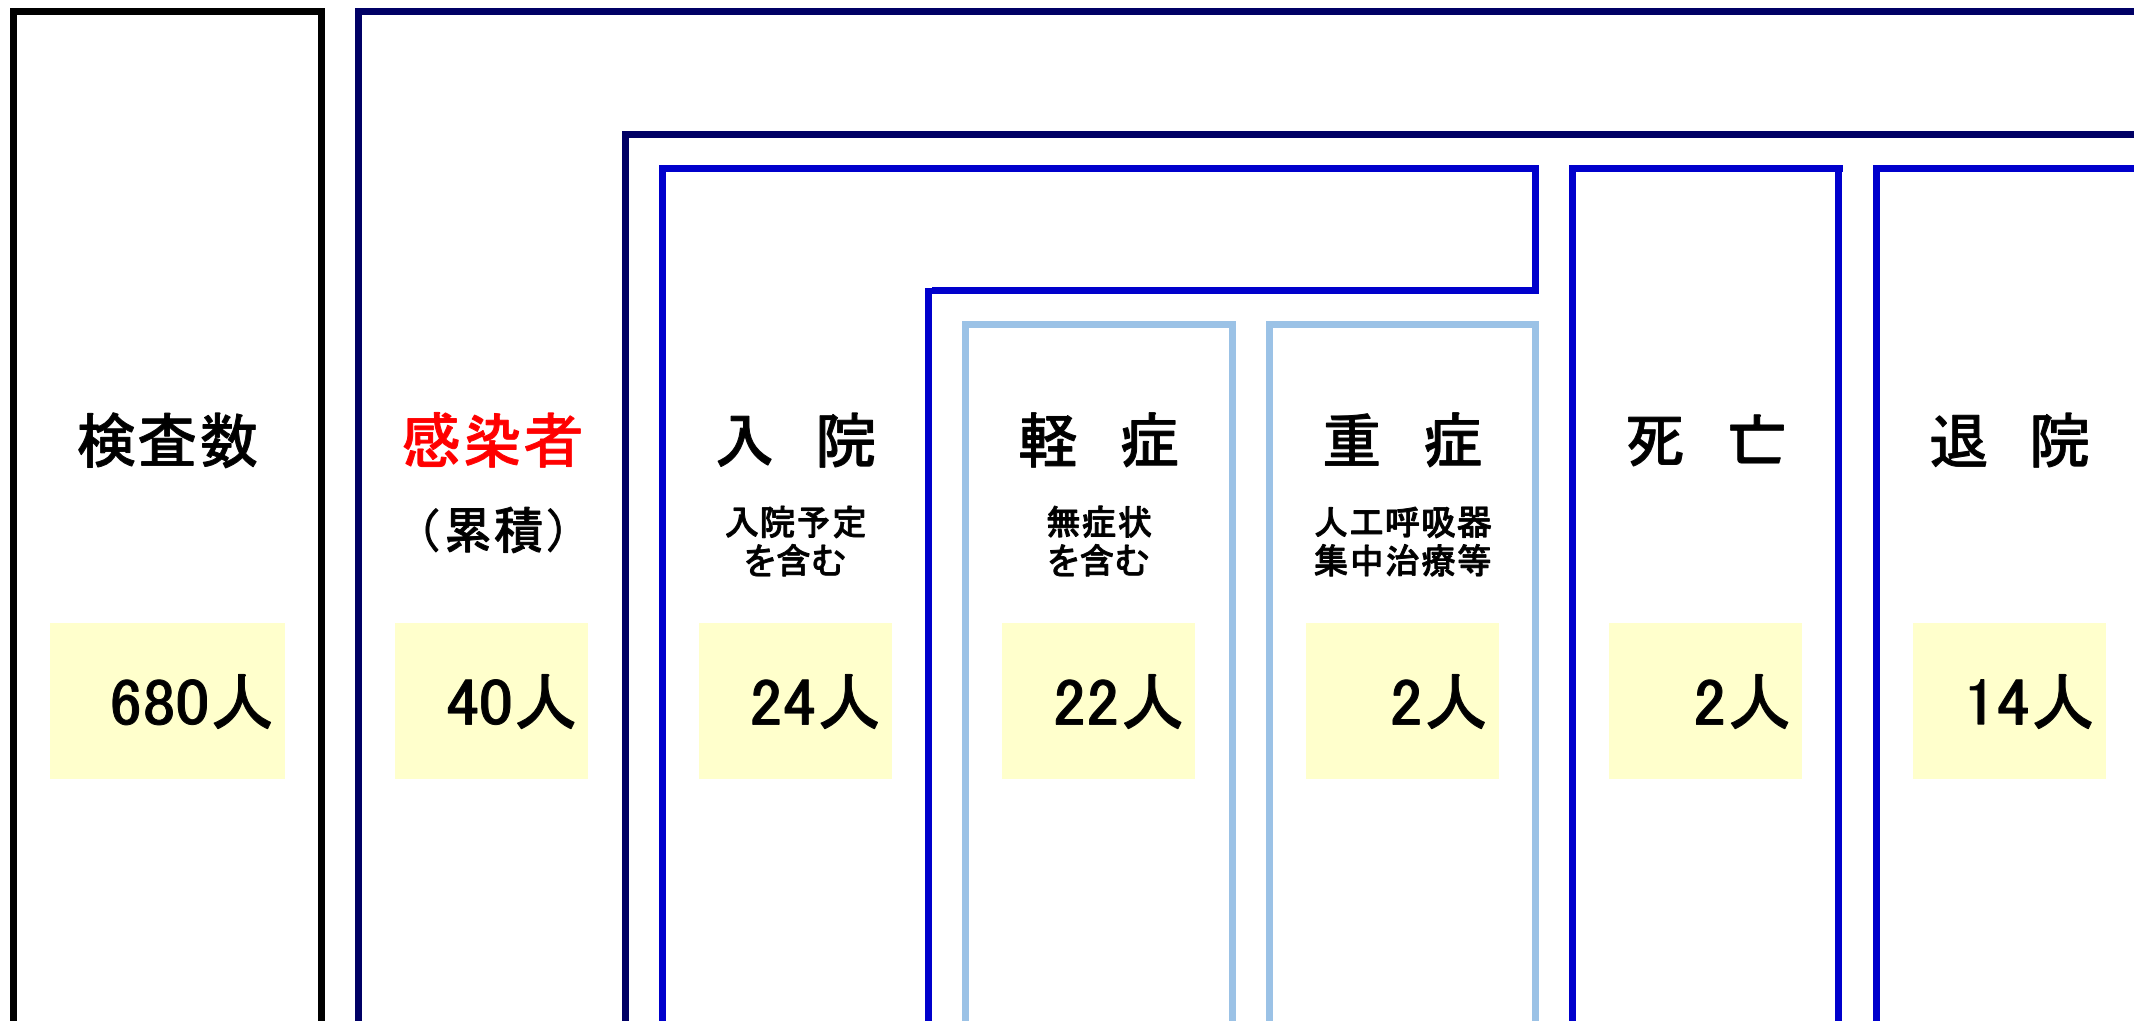 検査数
680人
感染者
（累積）
40人
入　院
入院予定
を含む
24人
軽　症
無症状
を含む
22人
重　症
人工呼吸器
集中治療等
2人
死　亡
2人
退　院
14人